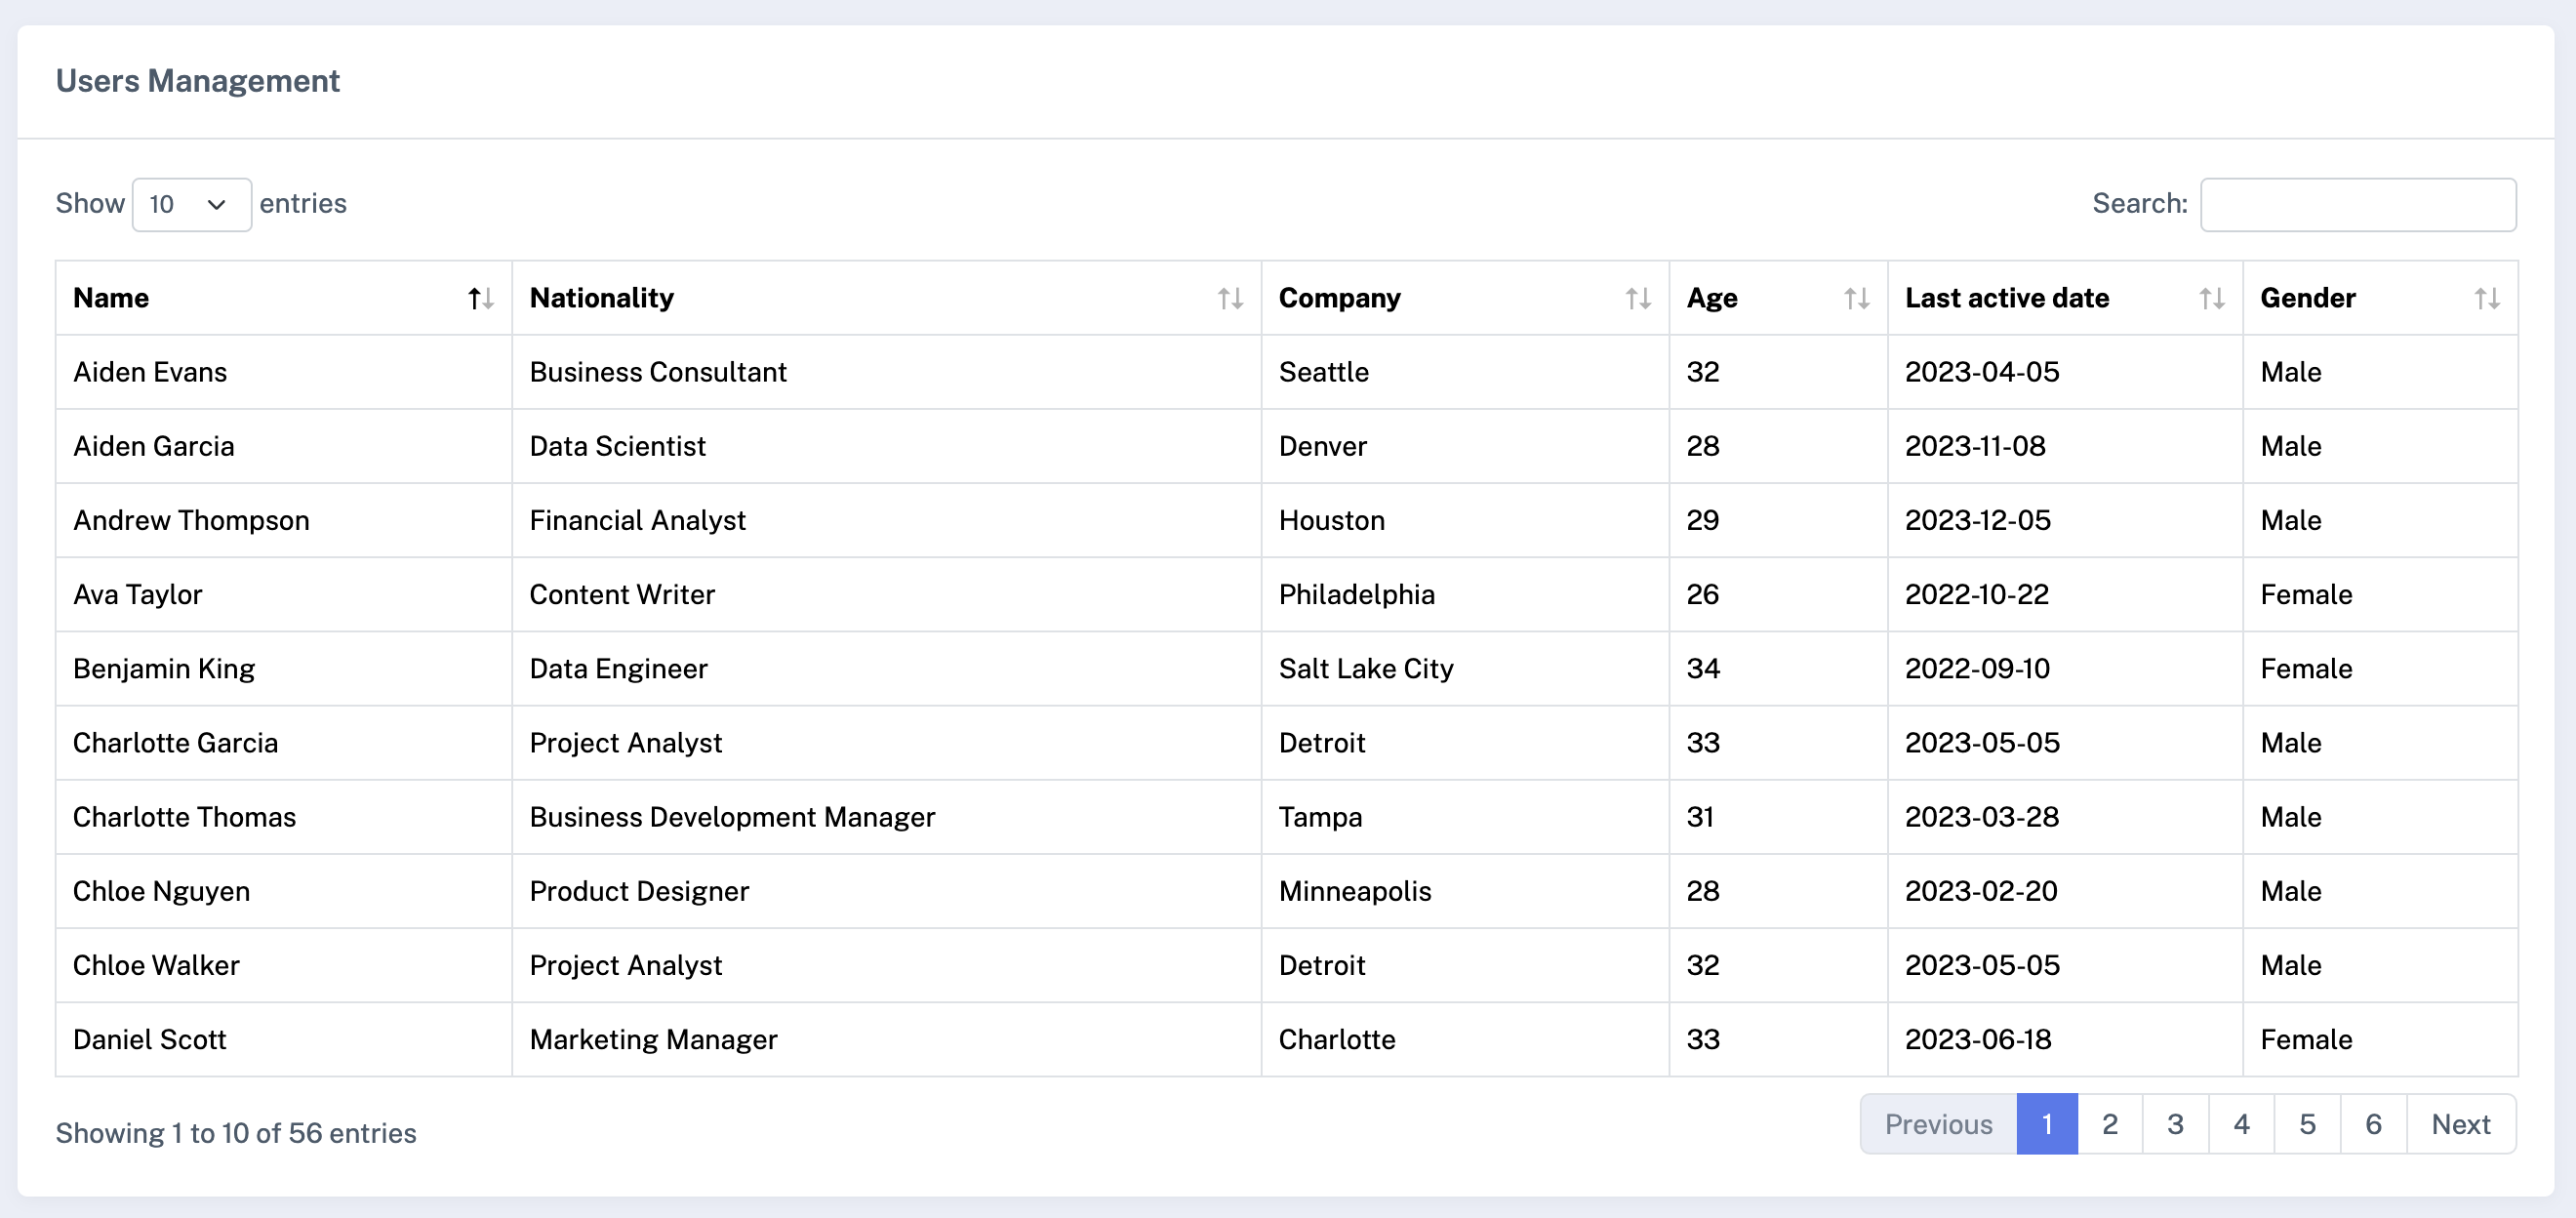 Users Management
Show 10 entries Search:
Name Nationality Company Age Last active date Gender
Aiden Evans Business Consultant Seattle 32 2023-04-05 Male
Aiden Garcia Data Scientist Denver 28 2023-11-08 Male
Andrew Thompson Financial Analyst Houston 29 2023-12-05 Male
Ava Taylor Content Writer Philadelphia 26 2022-10-22 Female
Benjamin King Data Engineer Salt Lake City 34 2022-09-10 Female
Charlotte Garcia Project Analyst Detroit 33 2023-05-05 Male
Charlotte Thomas Business Development Manager Tampa 31 2023-03-28 Male
Chloe Nguyen Product Designer Minneapolis 28 2023-02-20 Male
Chloe Walker Project Analyst Detroit 32 2023-05-05 Male
Daniel Scott Marketing Manager Charlotte 33 2023-06-18 Female
Showing 1 to 10 of 56 entries Previous 1 2 3 4 5 6 Next